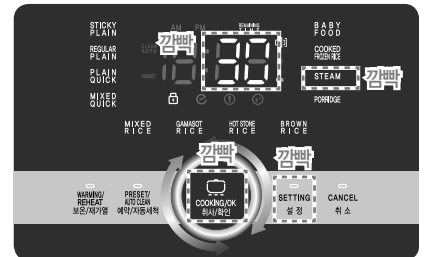 STICKY
PLAIN
AM PM
REMAINING
BABY
FOOD
깜빡
30
REGULAR
PLAIN
CLEAN
AUTO
18
COOKED
FROZEN RICE
PLAIN
QUICK
PRESET
STEAM
깜빡
MIXED
QUICK
PORRIDGE
MIXED
RICE
GAMASOT
RICE
HOT STONE
RICE
BROWN
RICE
깜빡
깜빡
WARMING/
REHEAT
보온/재가열
PRESET/
AUTO CLEAN
예약/자동세척
COOKING/OK
취사/확인
SETTING
설 정
CANCEL
취 소